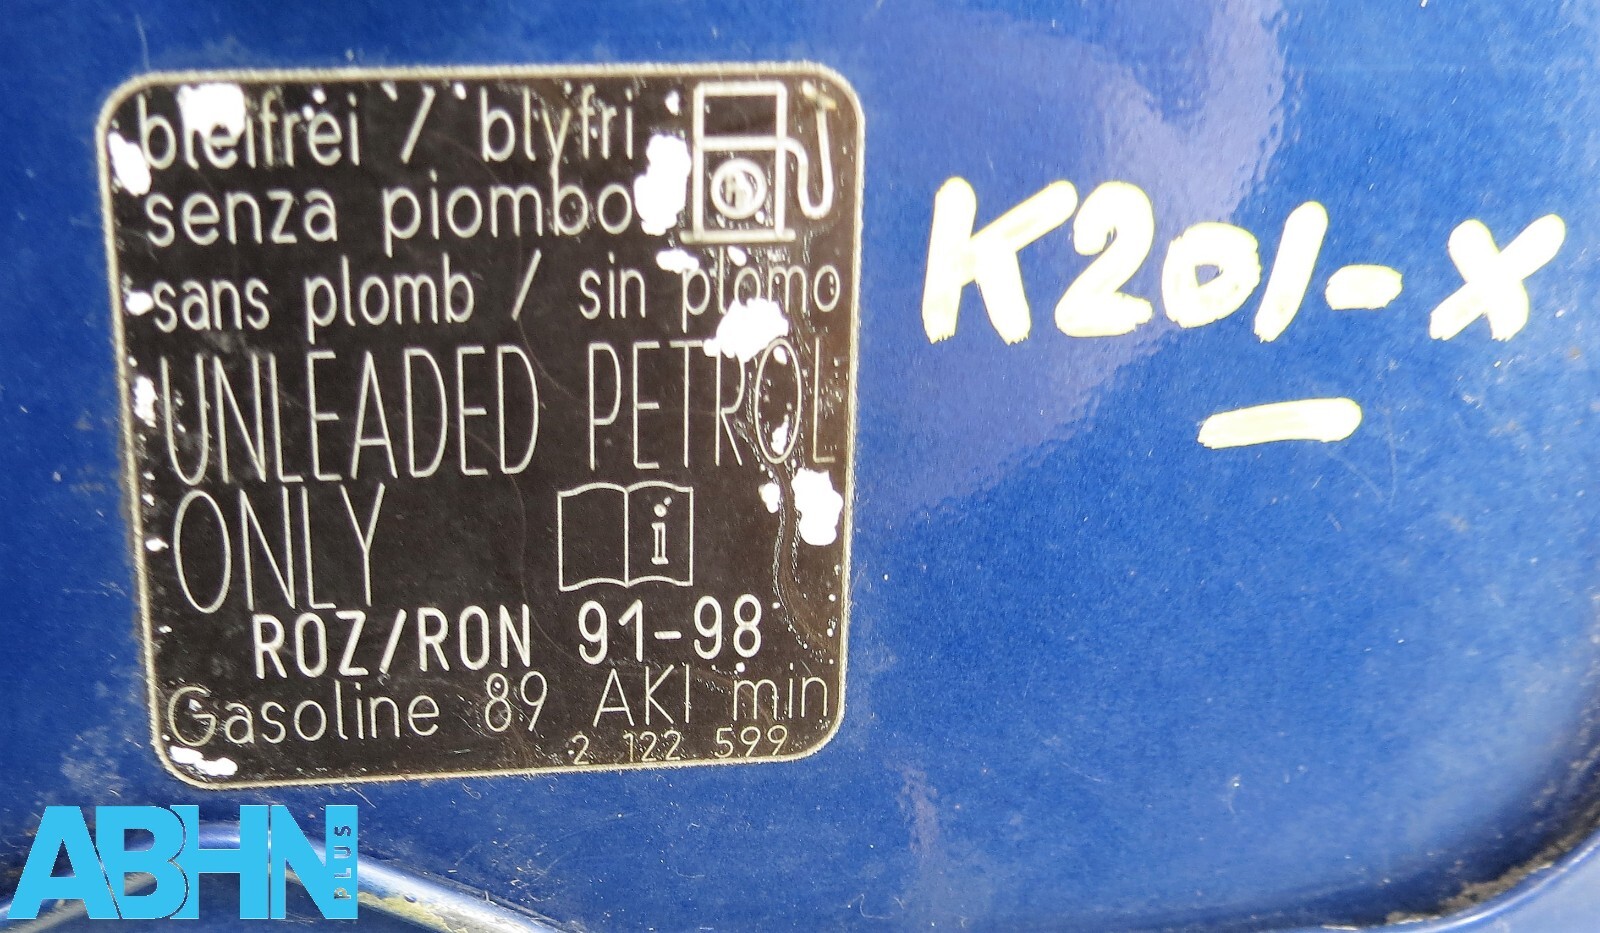 bleifrei / blyfri
senza piombo
sans plomb / sin plomo
UNLEADED PETROL
ONLY
i
ROZ/RON 91-98
Gasoline 89 AKI min
2 122 599
K201-X
ABHN PLUS